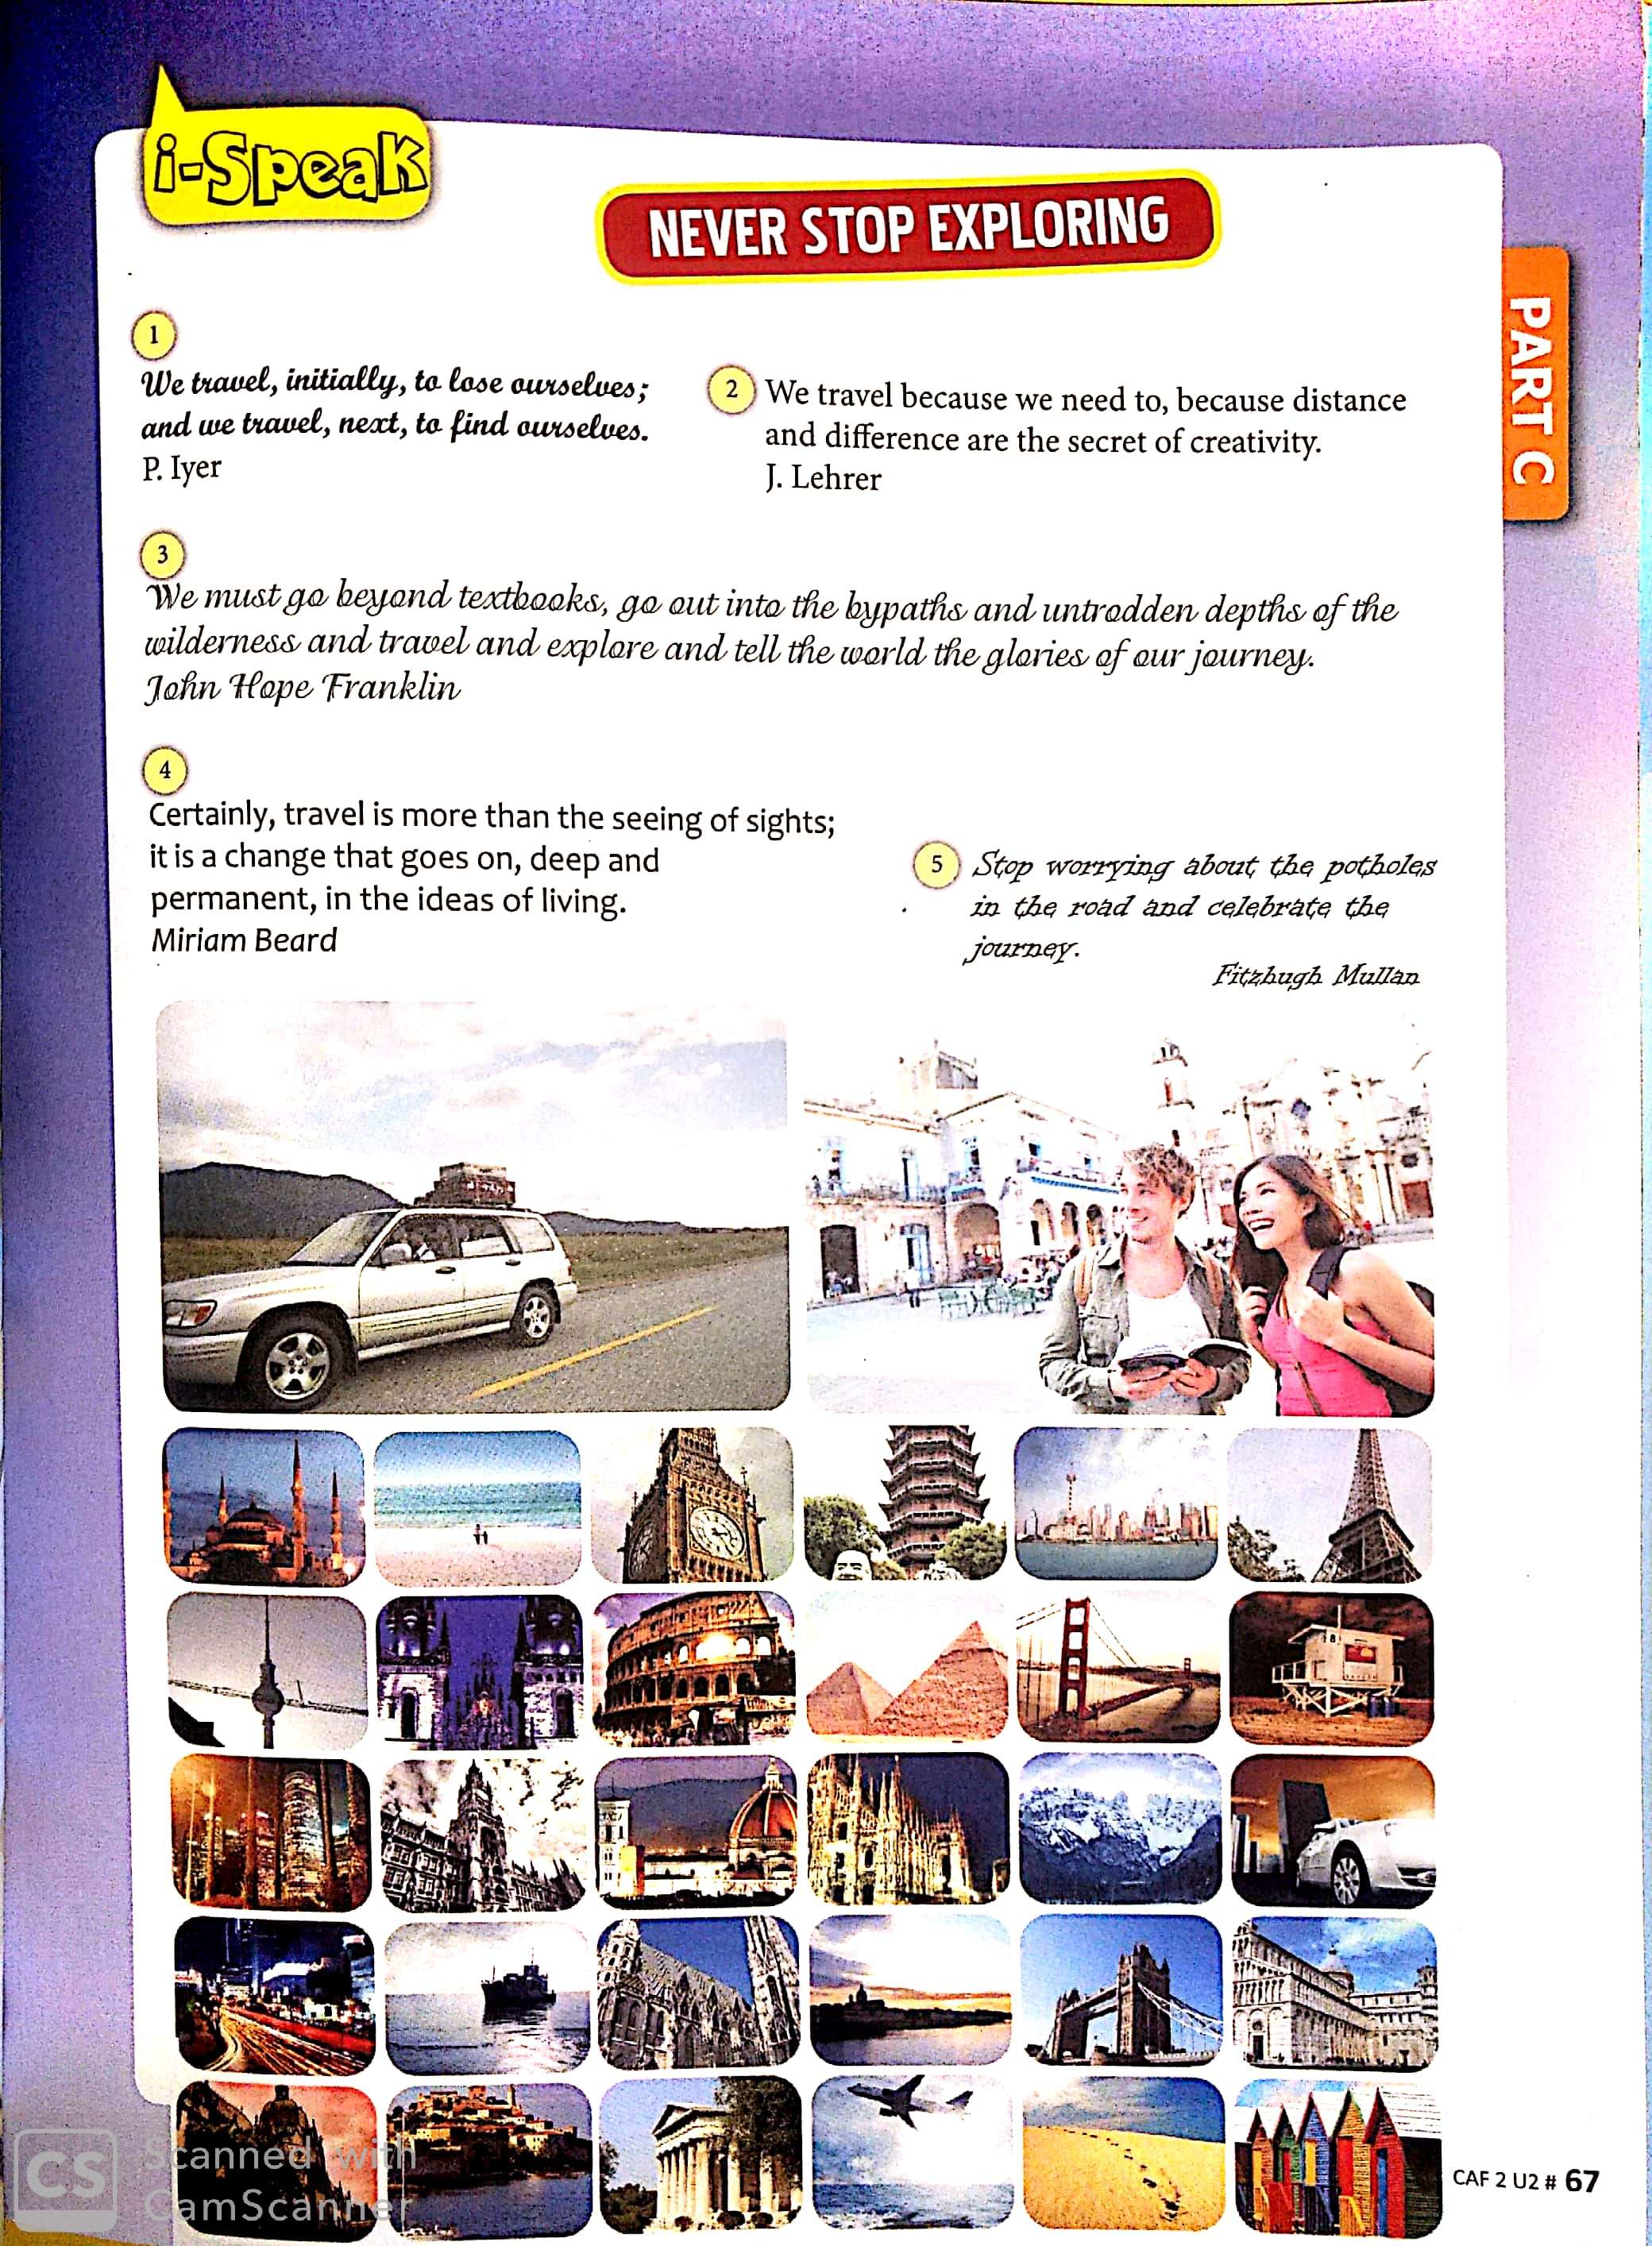 i-Speak
NEVER STOP EXPLORING
PART C
1
We travel, initially, to lose ourselves;
and we travel, next, to find ourselves.
P. Iyer
2
We travel because we need to, because distance
and difference are the secret of creativity.
J. Lehrer
3
We must go beyond textbooks, go out into the bypaths and untrodden depths of the
wilderness and travel and explore and tell the world the glories of our journey.
John Hope Franklin
4
Certainly, travel is more than the seeing of sights;
it is a change that goes on, deep and
permanent, in the ideas of living.
Miriam Beard
5
Stop worrying about the potholes
in the road and celebrate the
journey.
Fitzhugh Mullan
CS
Scanned with
CamScanner
CAF 2 U2 # 67